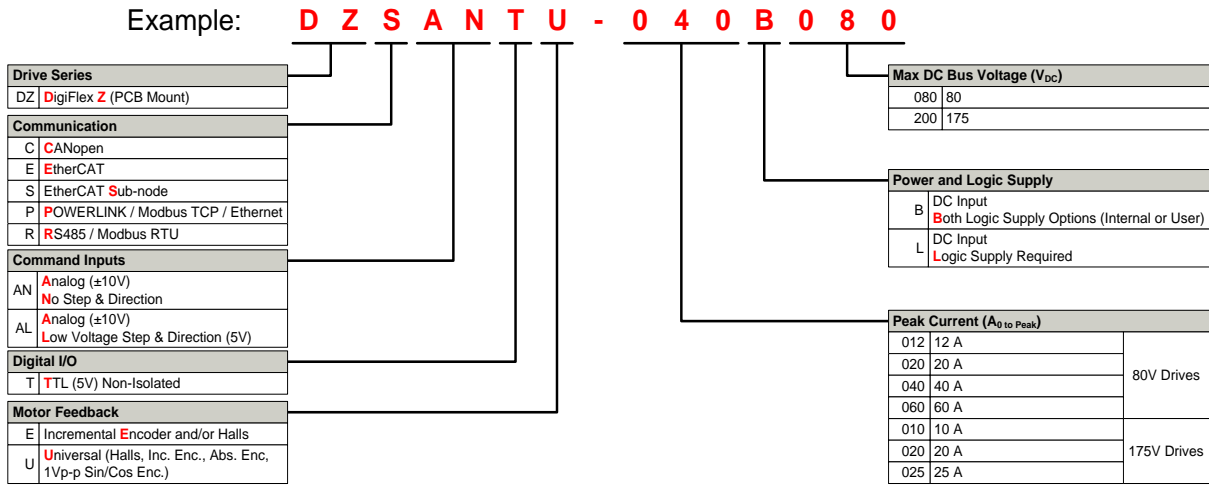 Example: D Z S A N T U - 0 4 0 B 0 8 0
Drive Series
DZ DigiFlex Z (PCB Mount)
Communication
C CANopen
E EtherCAT
S EtherCAT Sub-node
P POWERLINK / Modbus TCP / Ethernet
R RS485 / Modbus RTU
Command Inputs
AN Analog (±10V)
No Step & Direction
AL Analog (±10V)
Low Voltage Step & Direction (5V)
Digital I/O
T TTL (5V) Non-Isolated
Motor Feedback
E Incremental Encoder and/or Halls
U Universal (Halls, Inc. Enc., Abs. Enc,
1Vp-p Sin/Cos Enc.)
Max DC Bus Voltage (VDC)
080 80
200 175
Power and Logic Supply
B DC Input
Both Logic Supply Options (Internal or User)
L DC Input
Logic Supply Required
Peak Current (A0 to Peak)
012 12 A
020 20 A
040 40 A
060 60 A
80V Drives
010 10 A
020 20 A
025 25 A
175V Drives